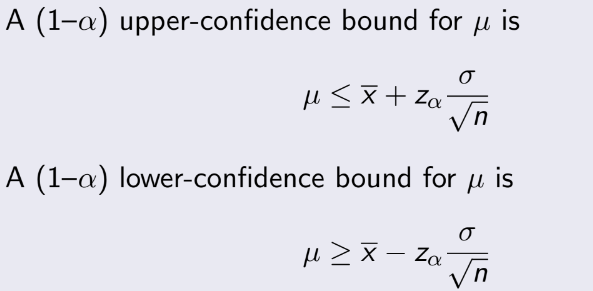 A (1–α) upper-confidence bound for μ is
μ ≤ x̅ + z_α σ/√n
A (1–α) lower-confidence bound for μ is
μ ≥ x̅ − z_α σ/√n